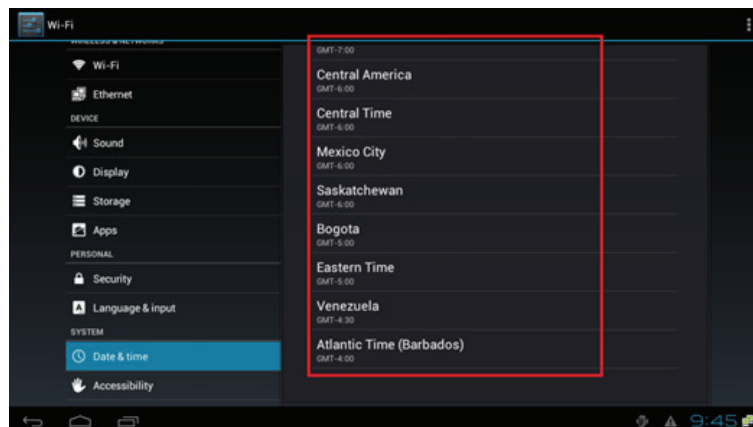 Wi-Fi
WIRELESS & NETWORKS
Wi-Fi
Ethernet
DEVICE
Sound
Display
Storage
Apps
PERSONAL
Security
A Language & input
SYSTEM
Date & time
Accessibility
GMT-7:00
Central America
GMT-6:00
Central Time
GMT-6:00
Mexico City
GMT-6:00
Saskatchewan
GMT-6:00
Bogota
GMT-5:00
Eastern Time
GMT-5:00
Venezuela
GMT-4:30
Atlantic Time (Barbados)
GMT-4:00
9:45